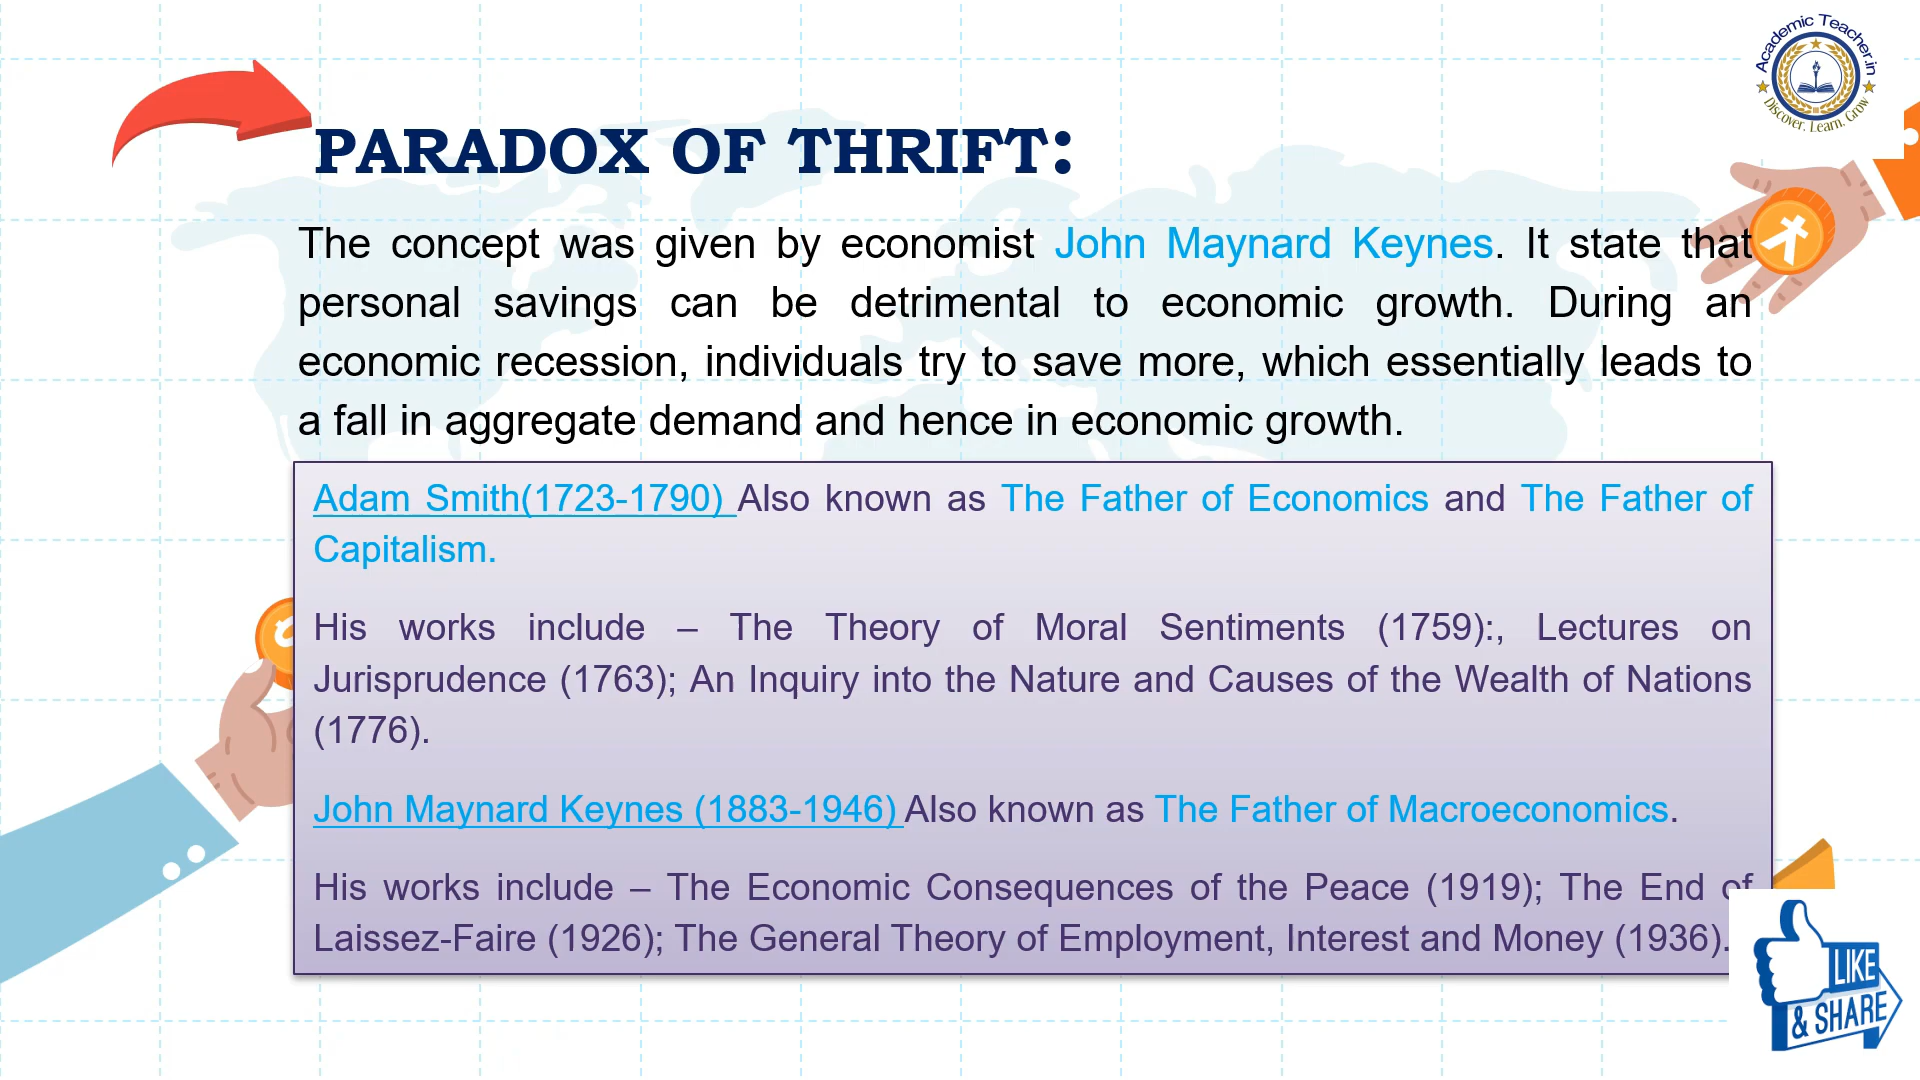 Academic Teacher.in
Discover. Learn. Grow
PARADOX OF THRIFT:
The concept was given by economist John Maynard Keynes. It state that
personal savings can be detrimental to economic growth. During an
economic recession, individuals try to save more, which essentially leads to
a fall in aggregate demand and hence in economic growth.
Adam Smith(1723-1790) Also known as The Father of Economics and The Father of
Capitalism.
His works include – The Theory of Moral Sentiments (1759):, Lectures on
Jurisprudence (1763); An Inquiry into the Nature and Causes of the Wealth of Nations
(1776).
John Maynard Keynes (1883-1946) Also known as The Father of Macroeconomics.
His works include – The Economic Consequences of the Peace (1919); The End of
Laissez-Faire (1926); The General Theory of Employment, Interest and Money (1936).
LIKE
& SHARE